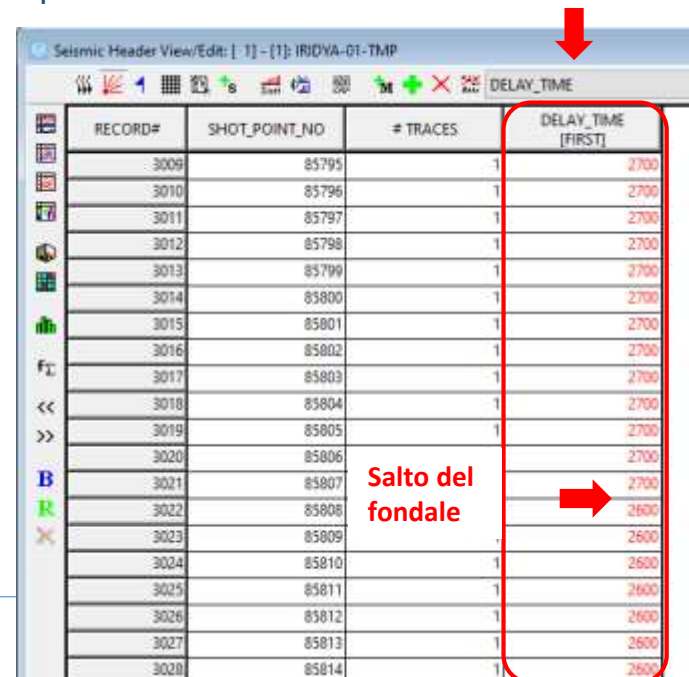 Seismic Header View/Edit: [ 1] - [1]: IRIDYA-01-TMP
DELAY_TIME
RECORD# SHOT_POINT_NO # TRACES DELAY_TIME [FIRST]
3009 85795 1 2700
3010 85796 1 2700
3011 85797 1 2700
3012 85798 1 2700
3013 85799 1 2700
3014 85800 1 2700
3015 85801 1 2700
3016 85802 1 2700
3017 85803 1 2700
3018 85804 1 2700
3019 85805 1 2700
3020 85806 2700
3021 85807 2700
3022 85808 2600
3023 85809 2600
3024 85810 1 2600
3025 85811 1 2600
3026 85812 1 2600
3027 85813 1 2600
3028 85814 1 2600
Salto del
fondale
fΣ
<<
>>
B
R